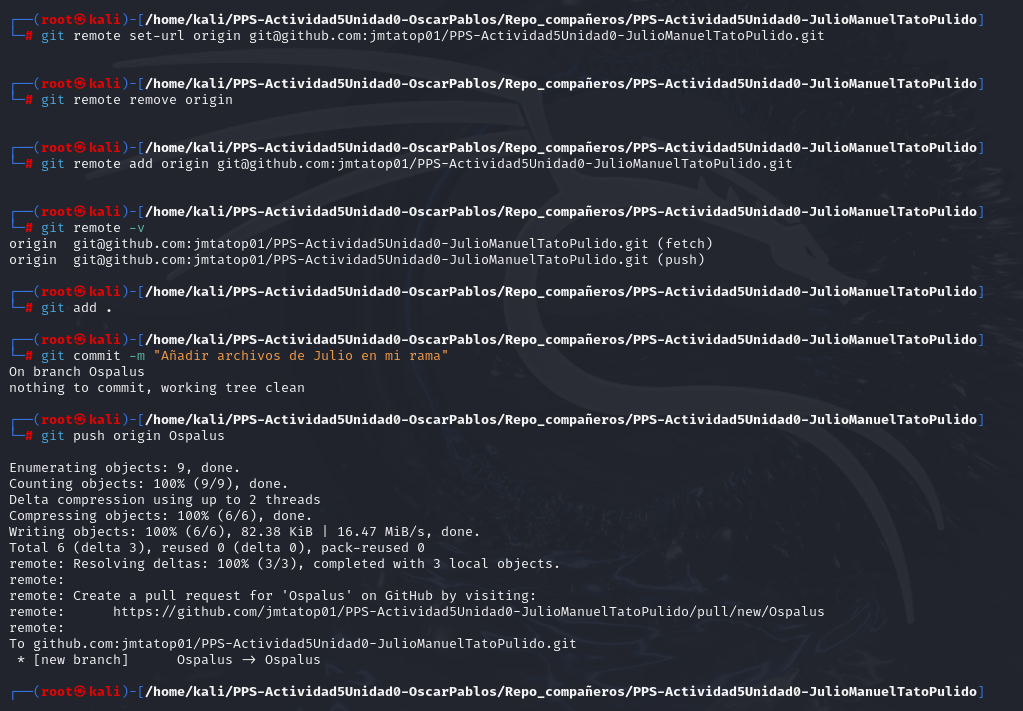 ┌──(root㉿kali)-[/home/kali/PPS-Actividad5Unidad0-OscarPablos/Repo_compañeros/PPS-Actividad5Unidad0-JulioManuelTatoPulido]
└─# git remote set-url origin git@github.com:jmtatop01/PPS-Actividad5Unidad0-JulioManuelTatoPulido.git
┌──(root㉿kali)-[/home/kali/PPS-Actividad5Unidad0-OscarPablos/Repo_compañeros/PPS-Actividad5Unidad0-JulioManuelTatoPulido]
└─# git remote remove origin
┌──(root㉿kali)-[/home/kali/PPS-Actividad5Unidad0-OscarPablos/Repo_compañeros/PPS-Actividad5Unidad0-JulioManuelTatoPulido]
└─# git remote add origin git@github.com:jmtatop01/PPS-Actividad5Unidad0-JulioManuelTatoPulido.git
┌──(root㉿kali)-[/home/kali/PPS-Actividad5Unidad0-OscarPablos/Repo_compañeros/PPS-Actividad5Unidad0-JulioManuelTatoPulido]
└─# git remote -v
origin  git@github.com:jmtatop01/PPS-Actividad5Unidad0-JulioManuelTatoPulido.git (fetch)
origin  git@github.com:jmtatop01/PPS-Actividad5Unidad0-JulioManuelTatoPulido.git (push)
┌──(root㉿kali)-[/home/kali/PPS-Actividad5Unidad0-OscarPablos/Repo_compañeros/PPS-Actividad5Unidad0-JulioManuelTatoPulido]
└─# git add .
┌──(root㉿kali)-[/home/kali/PPS-Actividad5Unidad0-OscarPablos/Repo_compañeros/PPS-Actividad5Unidad0-JulioManuelTatoPulido]
└─# git commit -m "Añadir archivos de Julio en mi rama"
On branch Ospalus
nothing to commit, working tree clean
┌──(root㉿kali)-[/home/kali/PPS-Actividad5Unidad0-OscarPablos/Repo_compañeros/PPS-Actividad5Unidad0-JulioManuelTatoPulido]
└─# git push origin Ospalus
Enumerating objects: 9, done.
Counting objects: 100% (9/9), done.
Delta compression using up to 2 threads
Compressing objects: 100% (6/6), done.
Writing objects: 100% (6/6), 82.38 KiB | 16.47 MiB/s, done.
Total 6 (delta 3), reused 0 (delta 0), pack-reused 0
remote: Resolving deltas: 100% (3/3), completed with 3 local objects.
remote:
remote: Create a pull request for 'Ospalus' on GitHub by visiting:
remote:      https://github.com/jmtatop01/PPS-Actividad5Unidad0-JulioManuelTatoPulido/pull/new/Ospalus
remote:
To github.com:jmtatop01/PPS-Actividad5Unidad0-JulioManuelTatoPulido.git
 * [new branch]      Ospalus -> Ospalus
┌──(root㉿kali)-[/home/kali/PPS-Actividad5Unidad0-OscarPablos/Repo_compañeros/PPS-Actividad5Unidad0-JulioManuelTatoPulido]